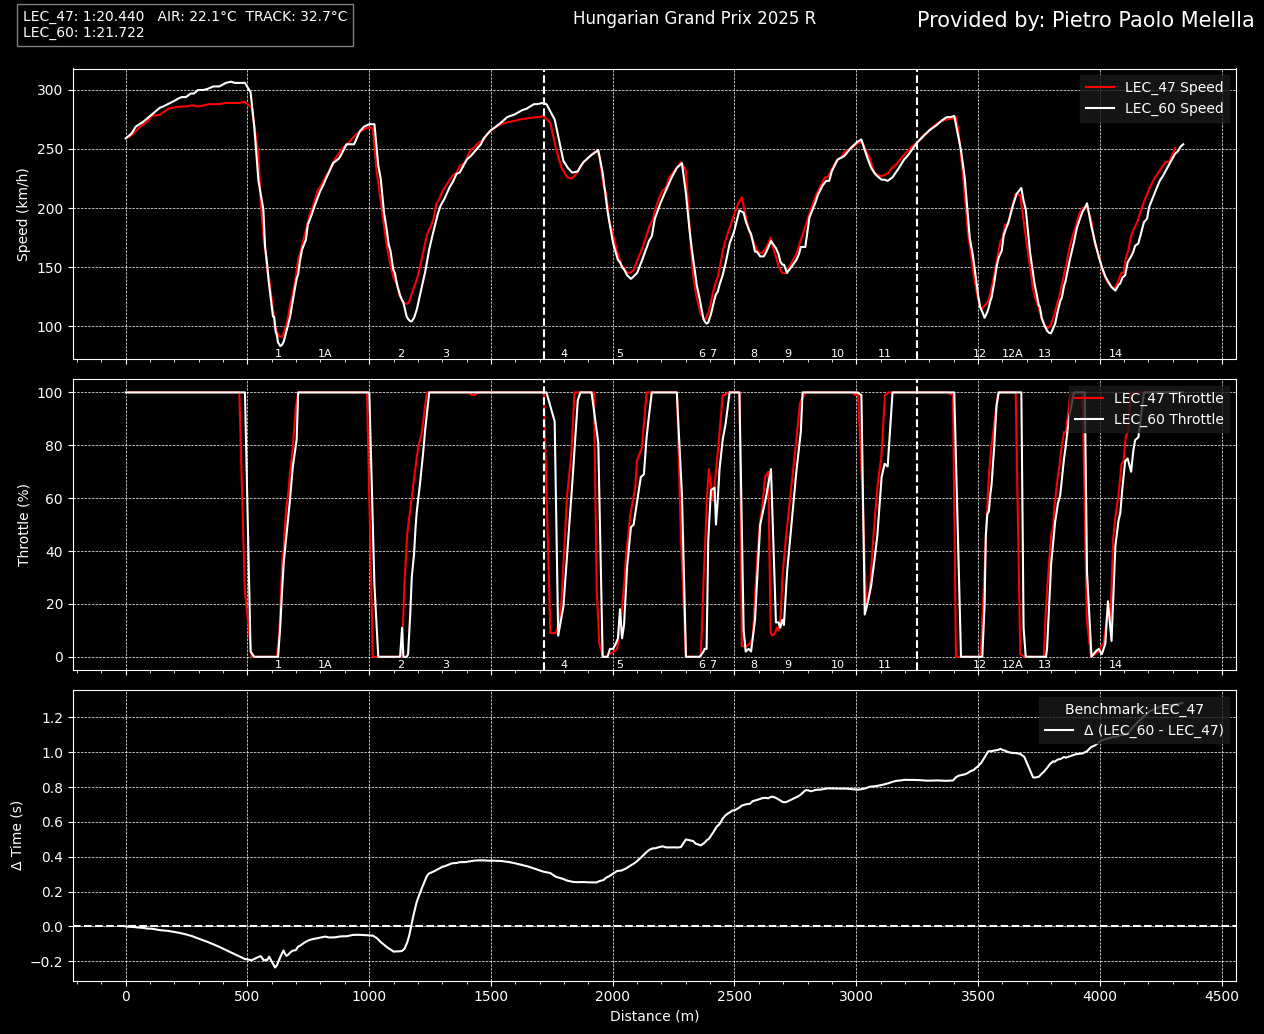 LEC_47: 1:20.440 AIR: 22.1°C TRACK: 32.7°C
LEC_60: 1:21.722
Hungarian Grand Prix 2025 R
Provided by: Pietro Paolo Melella
Speed (km/h)
300
250
200
150
100
LEC_47 Speed
LEC_60 Speed
1 1A 2 3 4 5 6 7 8 9 10 11 12 12A 13 14
Throttle (%)
100
80
60
40
20
0
LEC_47 Throttle
LEC_60 Throttle
1 1A 2 3 4 5 6 7 8 9 10 11 12 12A 13 14
Δ Time (s)
1.2
1.0
0.8
0.6
0.4
0.2
0.0
−0.2
Benchmark: LEC_47
Δ (LEC_60 - LEC_47)
0 500 1000 1500 2000 2500 3000 3500 4000 4500
Distance (m)